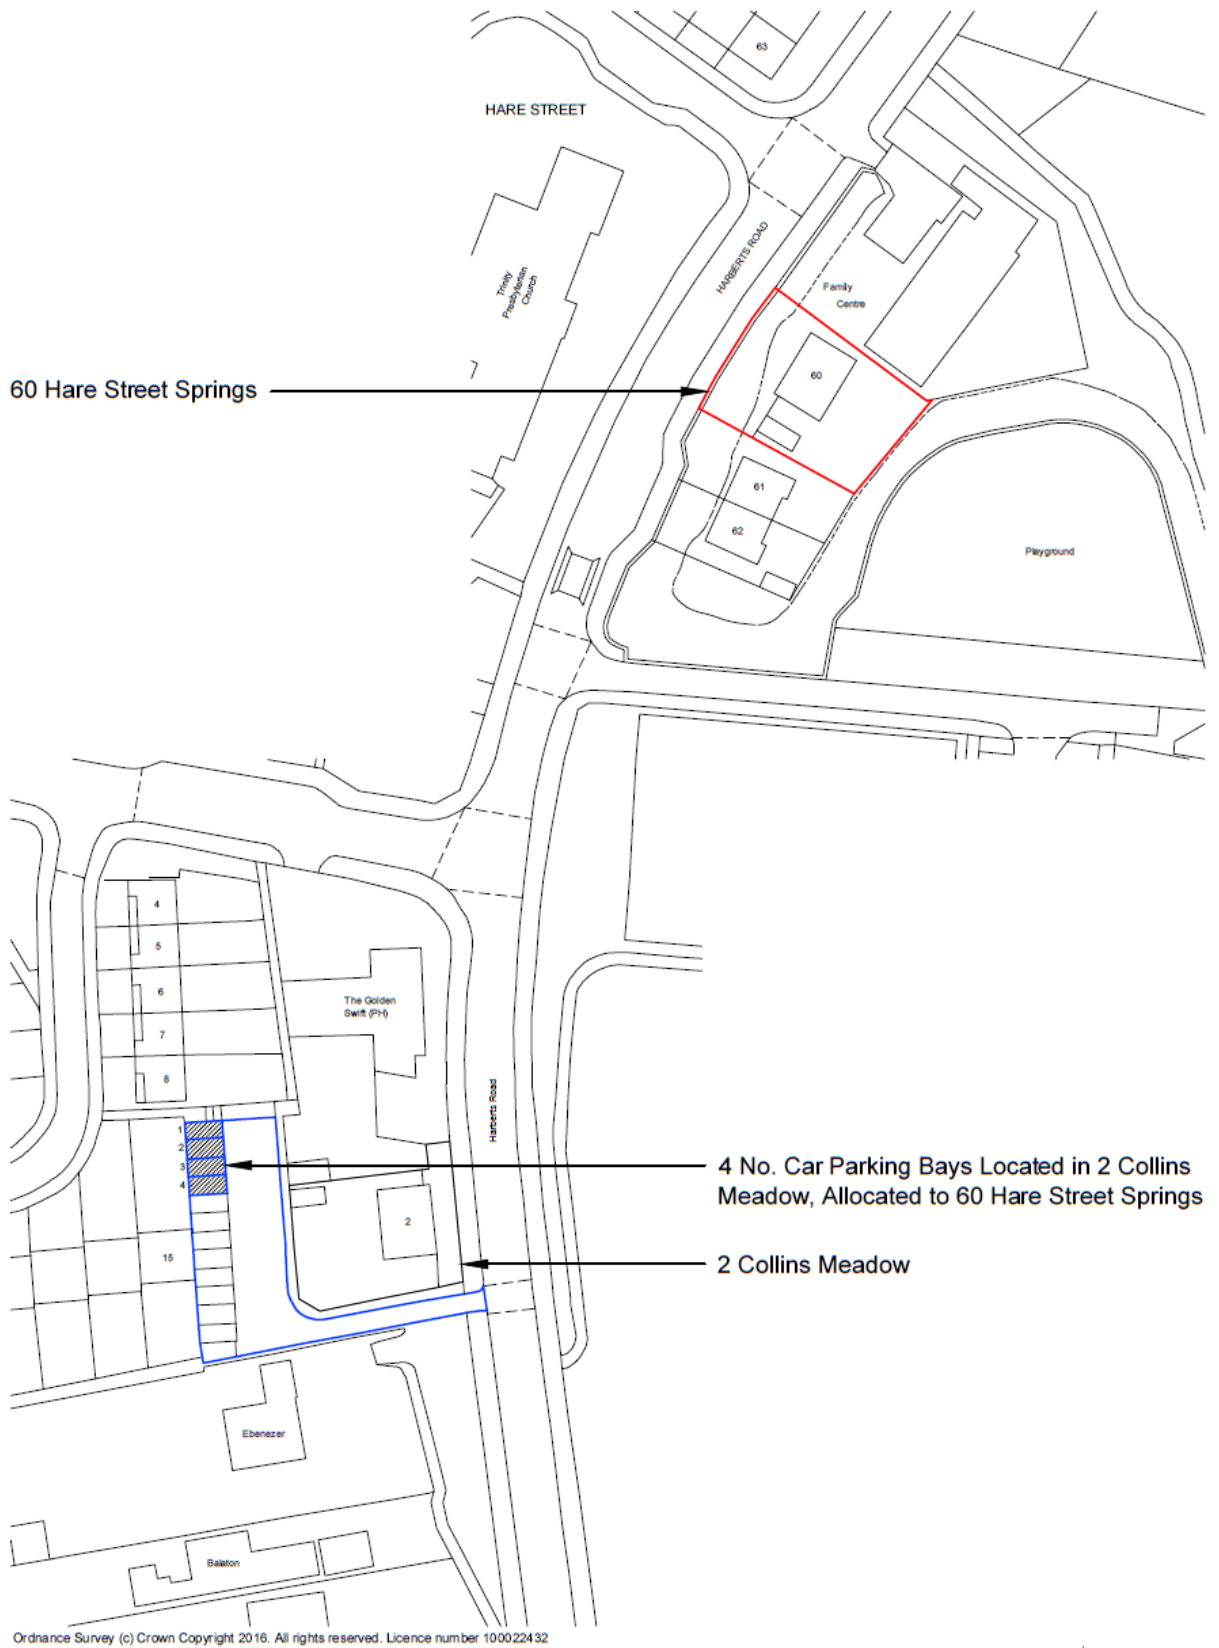 63
HARE STREET
HARBERTS ROAD
Trinity
Presbyterian
Church
Family
Centre
60
60 Hare Street Springs
61
62
Playground
4
5
6
7
8
The Golden
Swift (PH)
Harberts Road
1
2
3
4
4 No. Car Parking Bays Located in 2 Collins
Meadow, Allocated to 60 Hare Street Springs
2
15
2 Collins Meadow
Ebenezer
Balaton
Ordnance Survey (c) Crown Copyright 2016. All rights reserved. Licence number 100022432